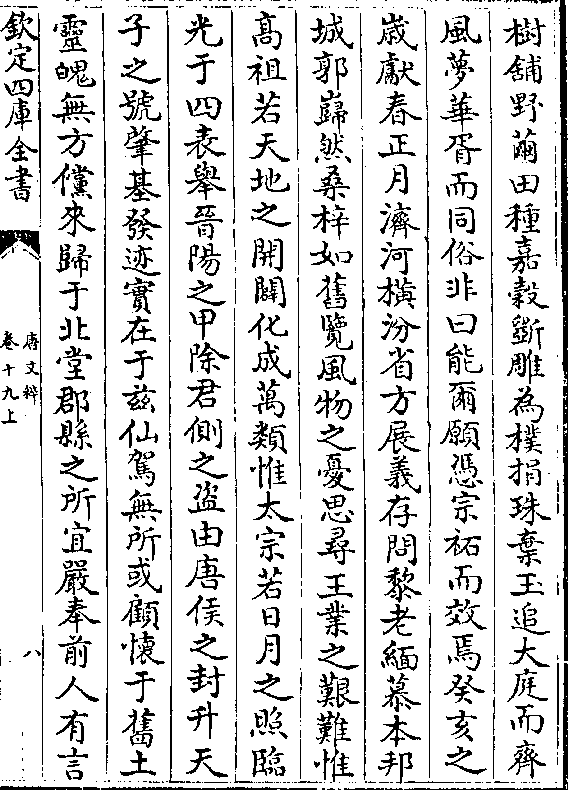 樹舖野繭田種嘉穀斵雕為樸捐珠棄玉追大庭而齊
風夢華胥而同俗非曰能爾願憑宗祐而效焉癸亥之
歲獻春正月濟河橫汾省方展義存問黎老緬慕本邦
城郭巋然桑梓如舊覽風物之憂思尋王業之艱難惟
髙祖若天地之開闢化成萬類惟太宗若日月之照臨
光于四表舉晉陽之甲除君側之盜由唐侯之封升天
子之號肇基發迹實在于兹仙駕無所或顧懐于舊土
靈魄無方儻來歸于北堂郡縣之所宜嚴奉前人有言
欽定四庫全書
唐文粹
卷十九上
八